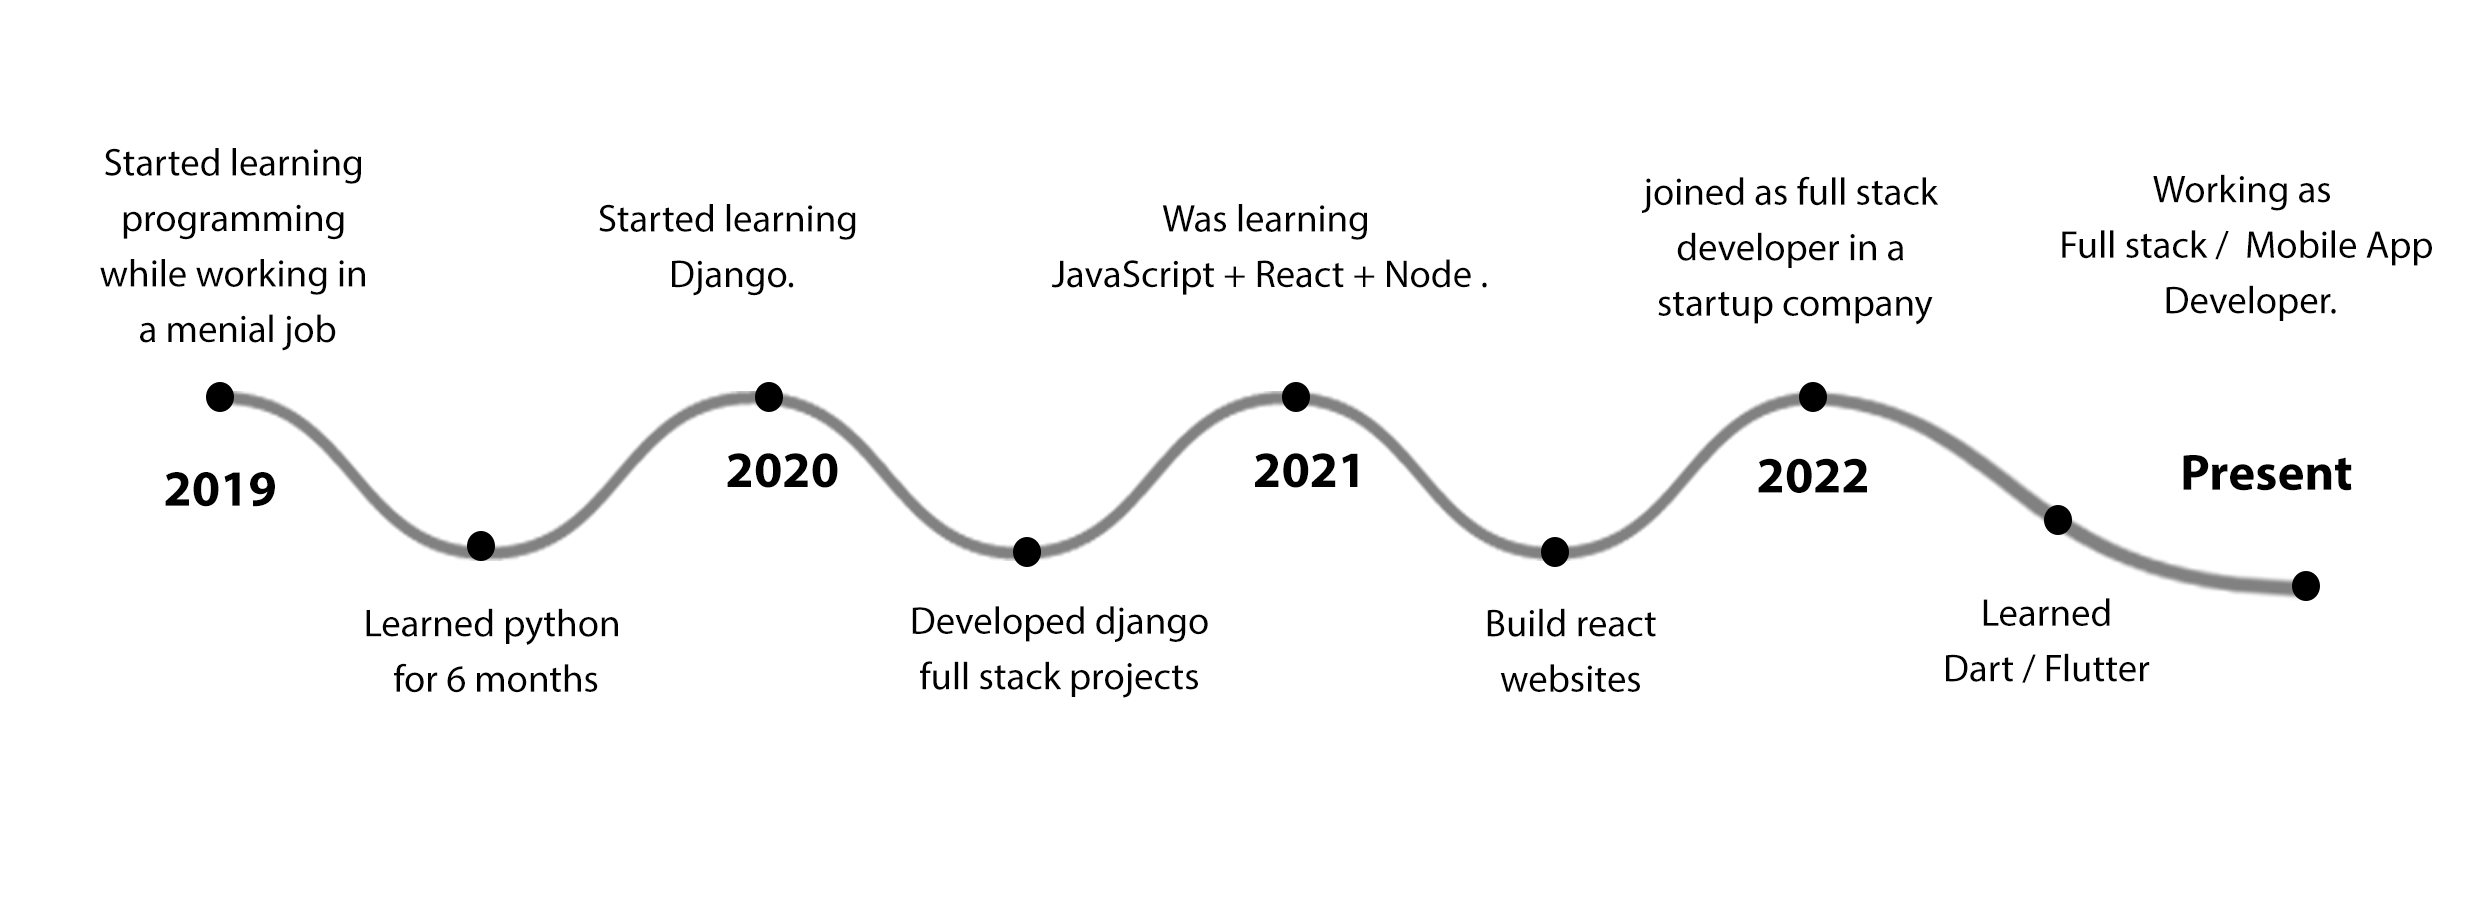 Started learning
programming
while working in
a menial job
2019
Learned python
for 6 months
Started learning
Django.
2020
Developed django
full stack projects
Was learning
JavaScript + React + Node .
2021
Build react
websites
joined as full stack
developer in a
startup company
2022
Learned
Dart / Flutter
Working as
Full stack /  Mobile App
Developer.
Present